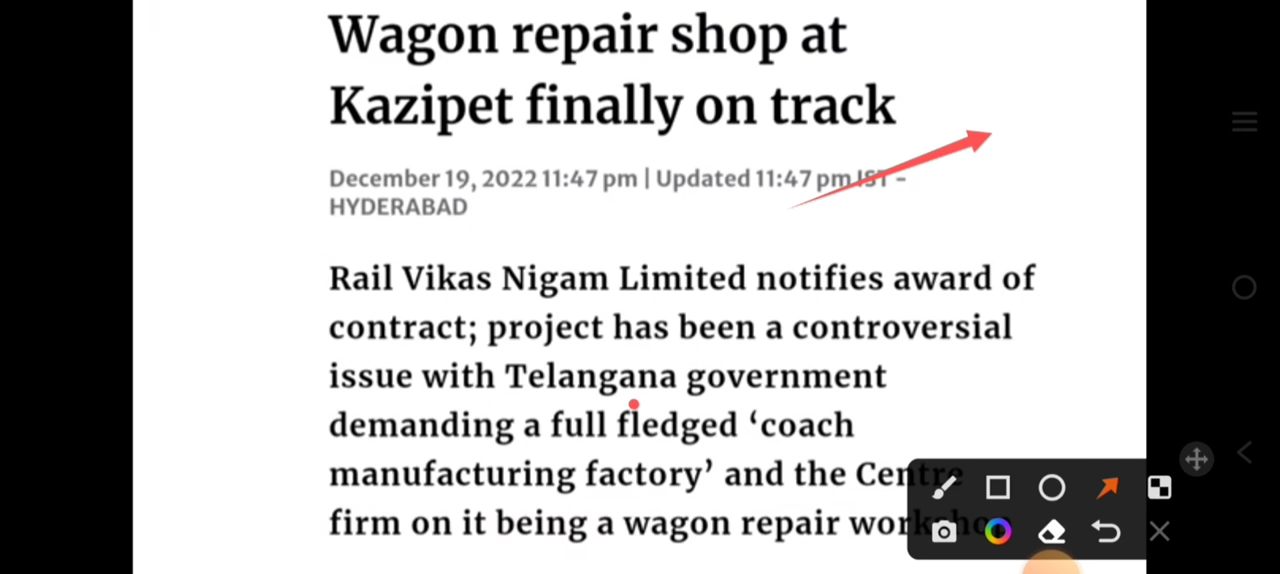 Wagon repair shop at
Kazipet finally on track
December 19, 2022 11:47 pm | Updated 11:47 pm IST -
HYDERABAD
Rail Vikas Nigam Limited notifies award of
contract; project has been a controversial
issue with Telangana government
demanding a full fledged ‘coach
manufacturing factory’ and the Centre
firm on it being a wagon repair workshop